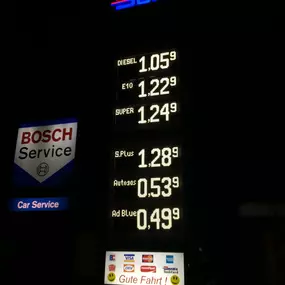 DIESEL 1.05⁹
E10 1.22⁹
SUPER 1.24⁹
S.Plus 1.28⁹
Autogas 0.53⁹
Ad Blue 0.49⁹
BOSCH
Service
Car Service
VISA
Gute Fahrt !